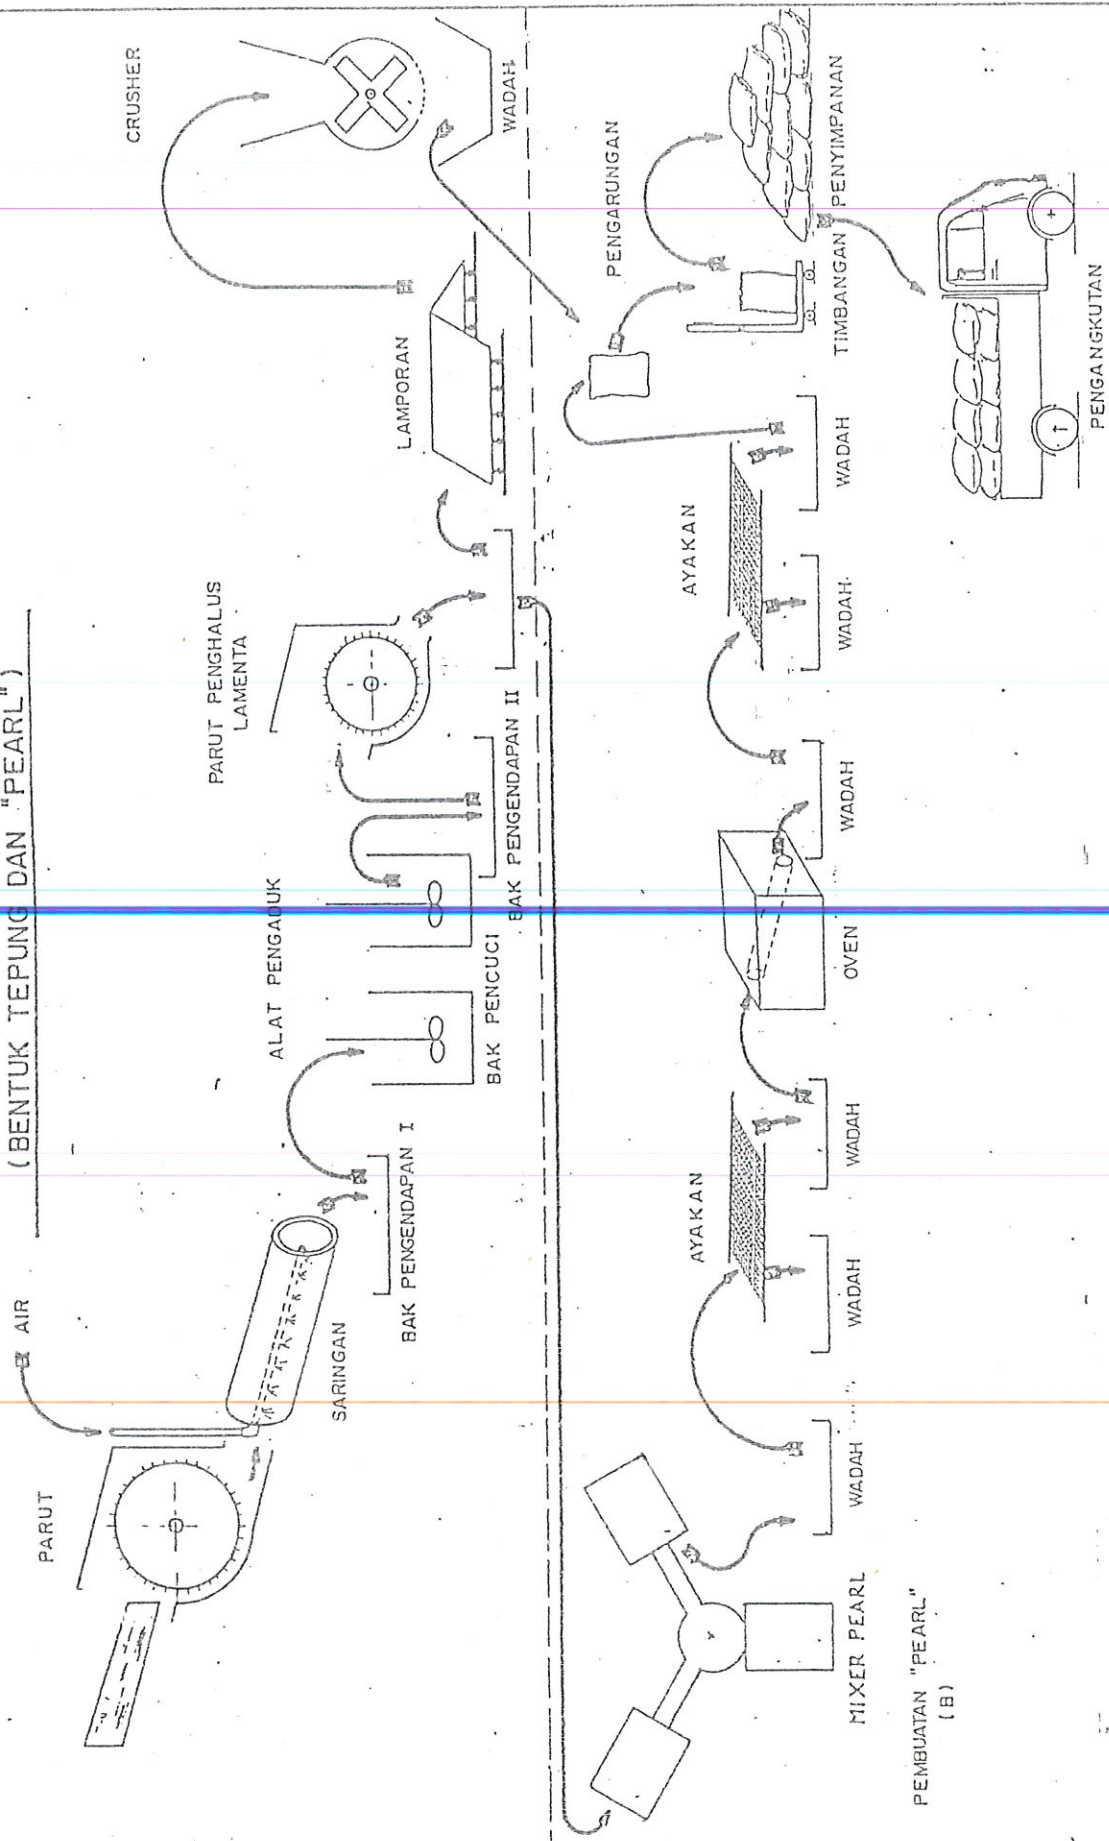 (BENTUK TEPUNG DAN "PEARL")
AIR
PARUT
SARINGAN
BAK PENGENDAPAN I
ALAT PENGADUK
BAK PENCUCI
BAK PENGENDAPAN II
PARUT PENGHALUS
LAMENTA
LAMPORAN
CRUSHER
WADAH
MIXER PEARL
WADAH
AYAKAN
WADAH
WADAH
OVEN
WADAH
AYAKAN
WADAH
WADAH
PENGARUNGAN
TIMBANGAN
PENYIMPANAN
PENGANGKUTAN
PEMBUATAN "PEARL"
(B)